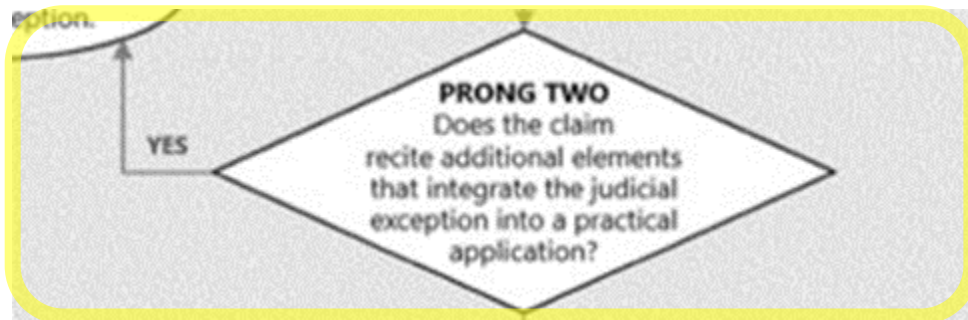 eption.
YES
PRONG TWO
Does the claim
recite additional elements
that integrate the judicial
exception into a practical
application?